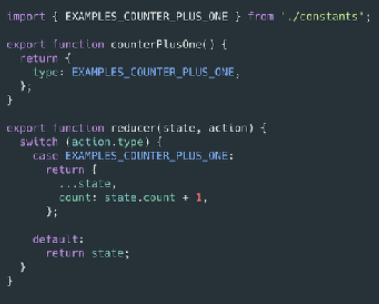 import { EXAMPLES_COUNTER_PLUS_ONE } from './constants';
export function counterPlusOne() {
return {
type: EXAMPLES_COUNTER_PLUS_ONE,
};
}
export function reducer(state, action) {
switch (action.type) {
case EXAMPLES_COUNTER_PLUS_ONE:
return {
...state,
count: state.count + 1,
};
default:
return state;
}
}